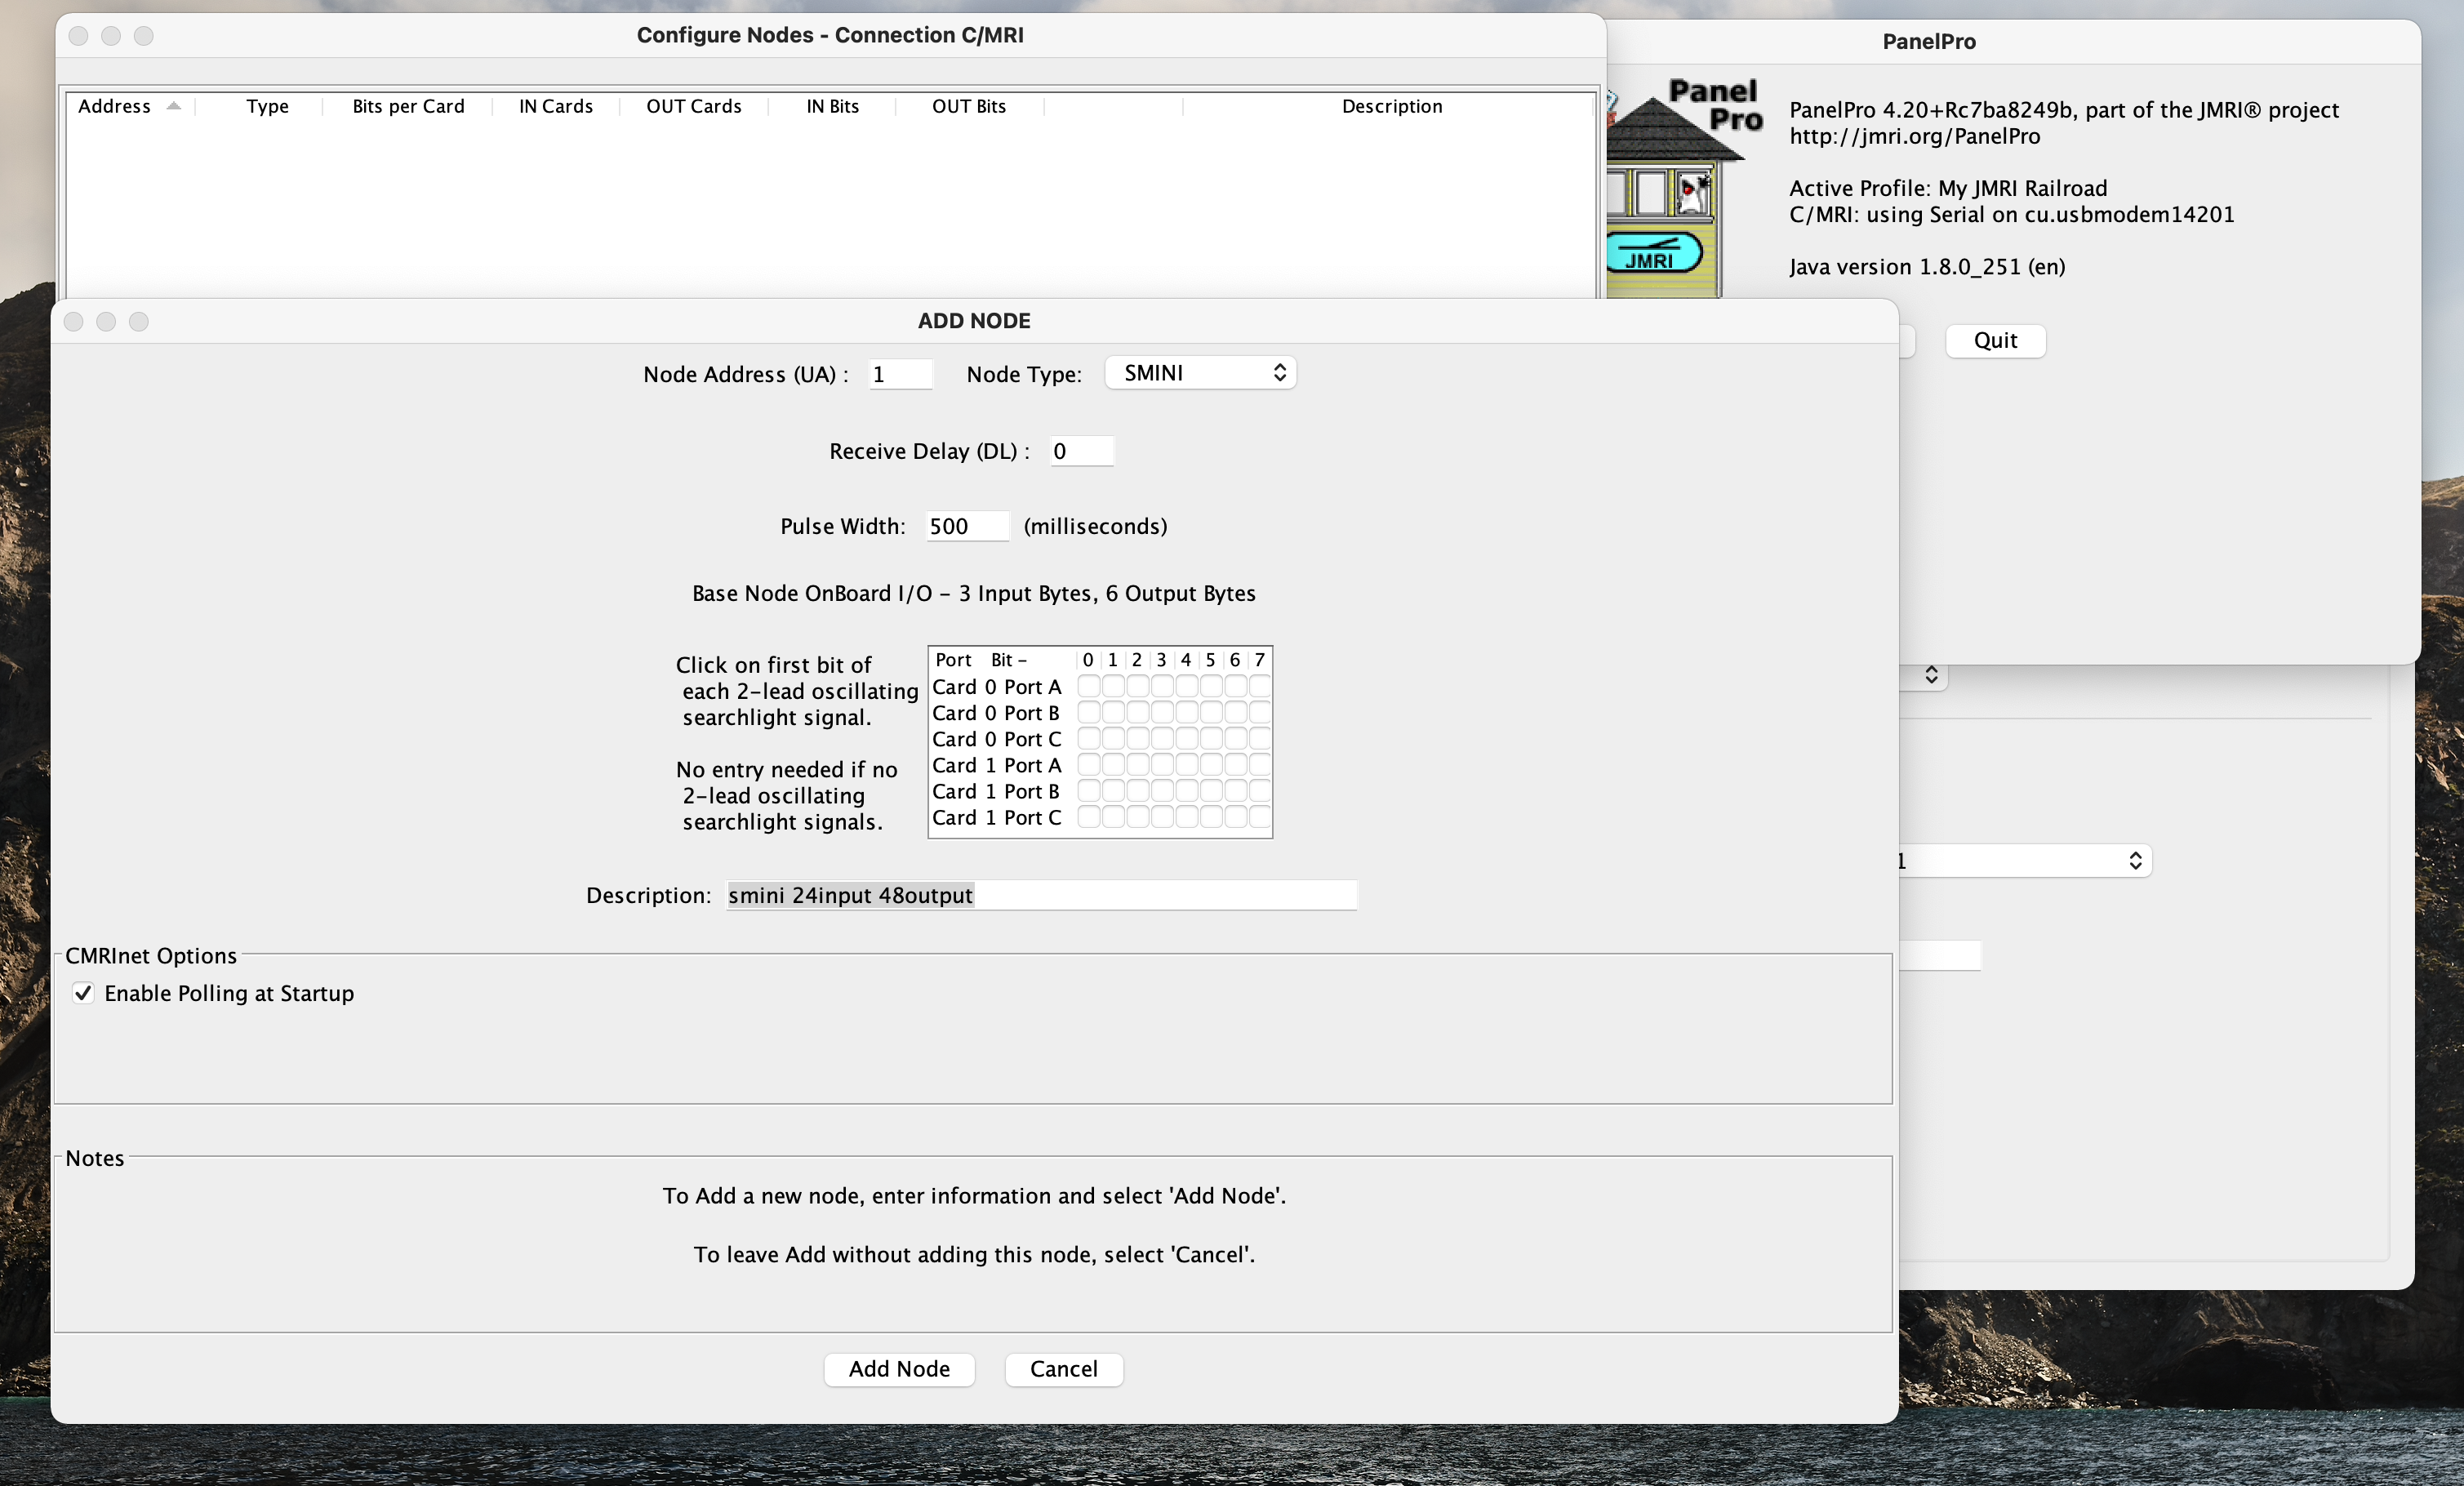 Configure Nodes - Connection C/MRI
Address Type Bits per Card IN Cards OUT Cards IN Bits OUT Bits Description
PanelPro
Panel
Pro
JMRI
PanelPro 4.20+Rc7ba8249b, part of the JMRI® project
http://jmri.org/PanelPro
Active Profile: My JMRI Railroad
C/MRI: using Serial on cu.usbmodem14201
Java version 1.8.0_251 (en)
Quit
ADD NODE
Node Address (UA) : 1 Node Type: SMINI
Receive Delay (DL) : 0
Pulse Width: 500 (milliseconds)
Base Node OnBoard I/O - 3 Input Bytes, 6 Output Bytes
Click on first bit of
each 2-lead oscillating
searchlight signal.
No entry needed if no
2-lead oscillating
searchlight signals.
Port Bit - 0 1 2 3 4 5 6 7
Card 0 Port A
Card 0 Port B
Card 0 Port C
Card 1 Port A
Card 1 Port B
Card 1 Port C
Description: smini 24input 48output
CMRInet Options
Enable Polling at Startup
Notes
To Add a new node, enter information and select 'Add Node'.
To leave Add without adding this node, select 'Cancel'.
Add Node Cancel
1